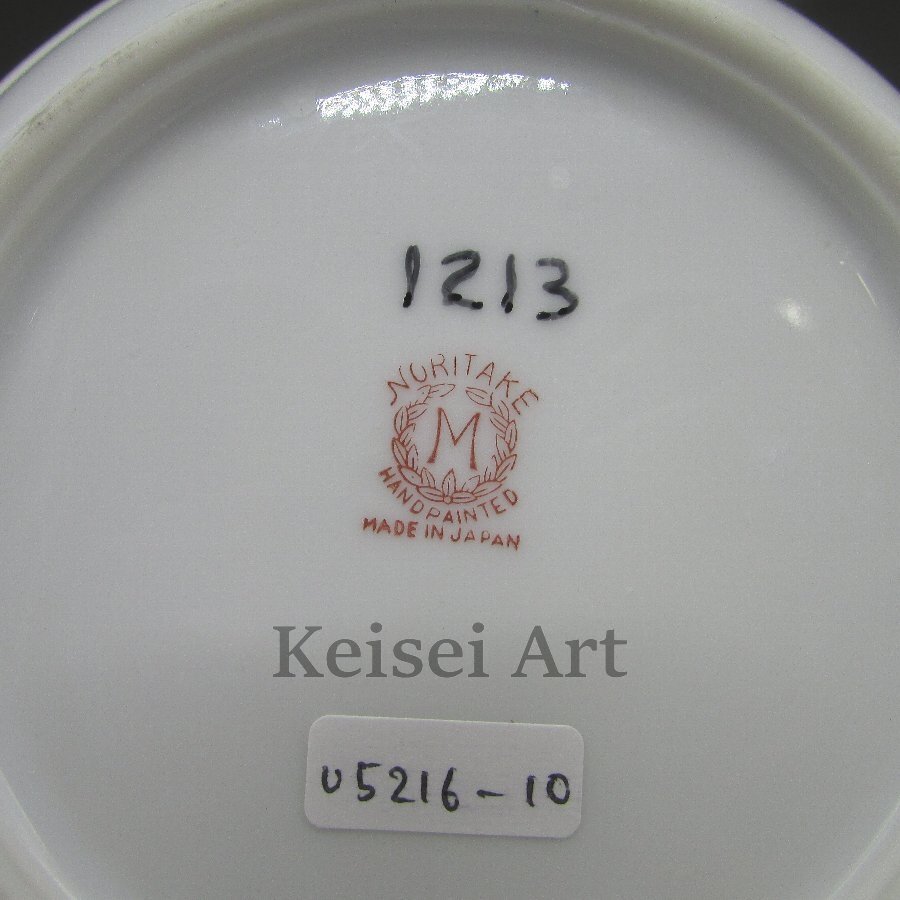 1213
NORITAKE
M
HANDPAINTED
MADE IN JAPAN
Keisei Art
U5216-10